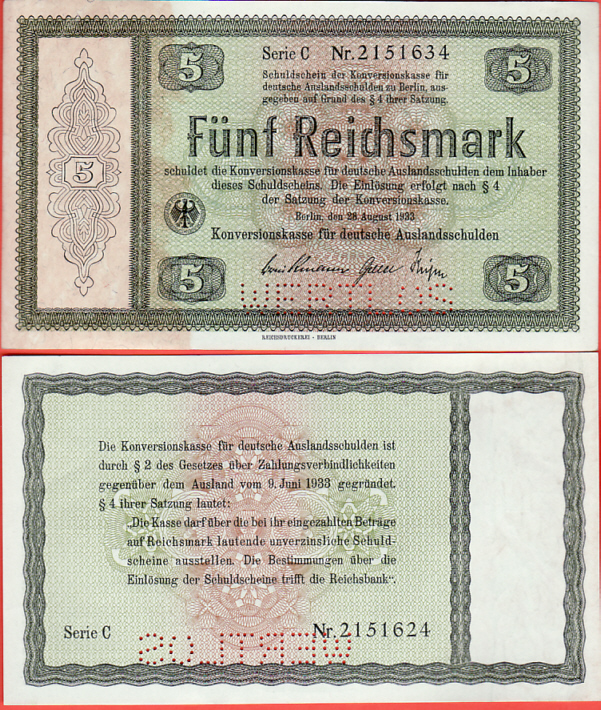 5
5
Serie C Nr. 2151634
Schuldschein der Konversionskasse für
deutsche Auslandsschulden zu Berlin, aus-
gegeben auf Grund des § 4 ihrer Satzung.
Fünf Reichsmark
5
schuldet die Konversionskasse für deutsche Auslandsschulden dem Inhaber
dieses Schuldscheins. Die Einlösung erfolgt nach § 4
der Satzung der Konversionskasse.
Berlin, den 28. August 1933
Konversionskasse für deutsche Auslandsschulden
5
5
WERTLOS
REICHSDRUCKEREI · BERLIN
Die Konversionskasse für deutsche Auslandsschulden ist
durch § 2 des Gesetzes über Zahlungsverbindlichkeiten
gegenüber dem Ausland vom 9. Juni 1933 gegründet.
§ 4 ihrer Satzung lautet:
„Die Kasse darf über die bei ihr eingezahlten Beträge
auf Reichsmark lautende unverzinsliche Schuld-
scheine ausstellen. Die Bestimmungen über die
Einlösung der Schuldscheine trifft die Reichsbank“.
Serie C Nr. 2151624
WERTLOS